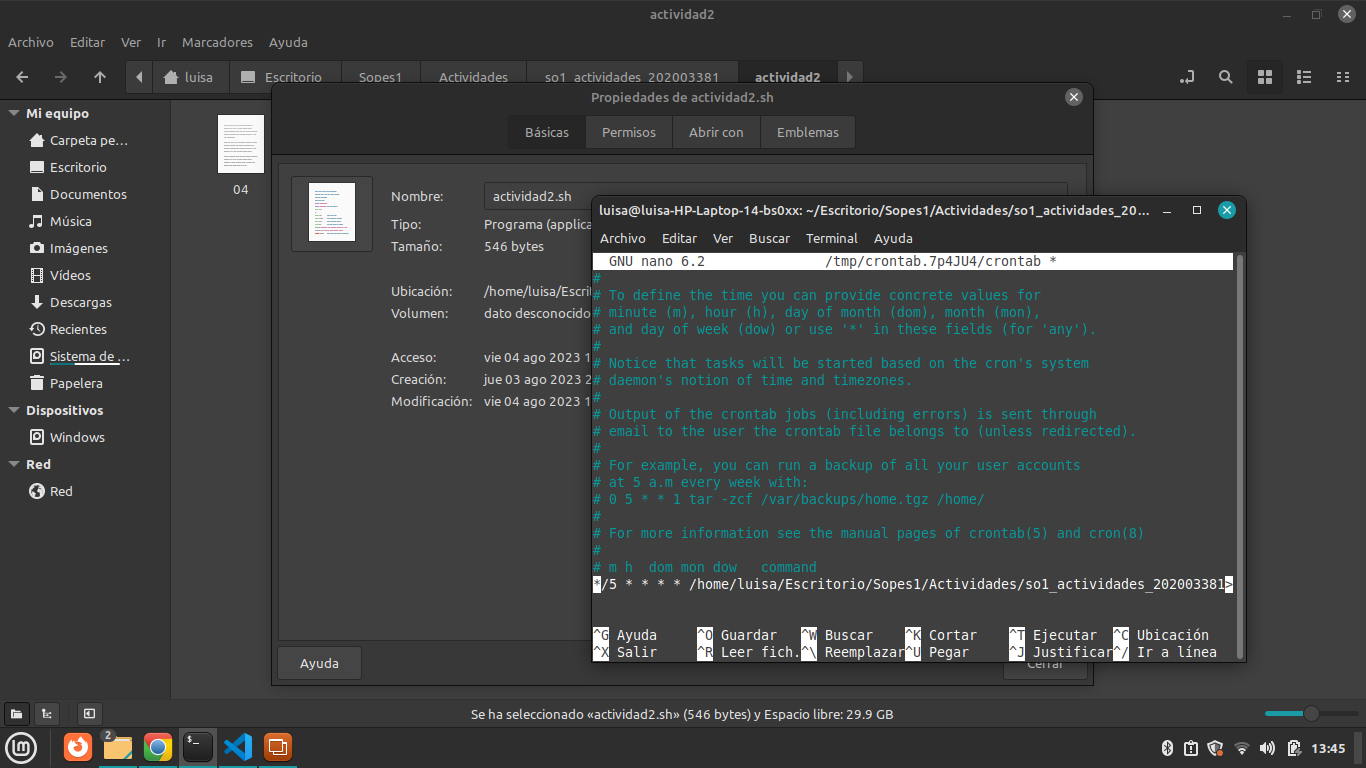 actividad2
Archivo Editar Ver Ir Marcadores Ayuda
luisa Escritorio Sopes1 Actividades so1_actividades_202003381 actividad2
Mi equipo
Carpeta pe…
Escritorio
Documentos
Música
Imágenes
Vídeos
Descargas
Recientes
Sistema de …
Papelera
Dispositivos
Windows
Red
Red
04
Propiedades de actividad2.sh
Básicas Permisos Abrir con Emblemas
Nombre: actividad2.sh
Tipo: Programa (applica
Tamaño: 546 bytes
Ubicación: /home/luisa/Escri
Volumen: dato desconocido
Acceso: vie 04 ago 2023 1
Creación: jue 03 ago 2023 2
Modificación: vie 04 ago 2023 1
Ayuda
Cerrar
luisa@luisa-HP-Laptop-14-bs0xx: ~/Escritorio/Sopes1/Actividades/so1_actividades_20...
Archivo Editar Ver Buscar Terminal Ayuda
GNU nano 6.2 /tmp/crontab.7p4JU4/crontab *
#
# To define the time you can provide concrete values for
# minute (m), hour (h), day of month (dom), month (mon),
# and day of week (dow) or use '*' in these fields (for 'any').
#
# Notice that tasks will be started based on the cron's system
# daemon's notion of time and timezones.
#
# Output of the crontab jobs (including errors) is sent through
# email to the user the crontab file belongs to (unless redirected).
#
# For example, you can run a backup of all your user accounts
# at 5 a.m every week with:
# 0 5 * * 1 tar -zcf /var/backups/home.tgz /home/
#
# For more information see the manual pages of crontab(5) and cron(8)
#
# m h  dom mon dow   command
*/5 * * * * /home/luisa/Escritorio/Sopes1/Actividades/so1_actividades_202003381>
^G Ayuda ^O Guardar ^W Buscar ^K Cortar ^T Ejecutar ^C Ubicación
^X Salir ^R Leer fich. ^\ Reemplazar ^U Pegar ^J Justificar ^/ Ir a línea
Se ha seleccionado «actividad2.sh» (546 bytes) y Espacio libre: 29.9 GB
2
$_
13:45